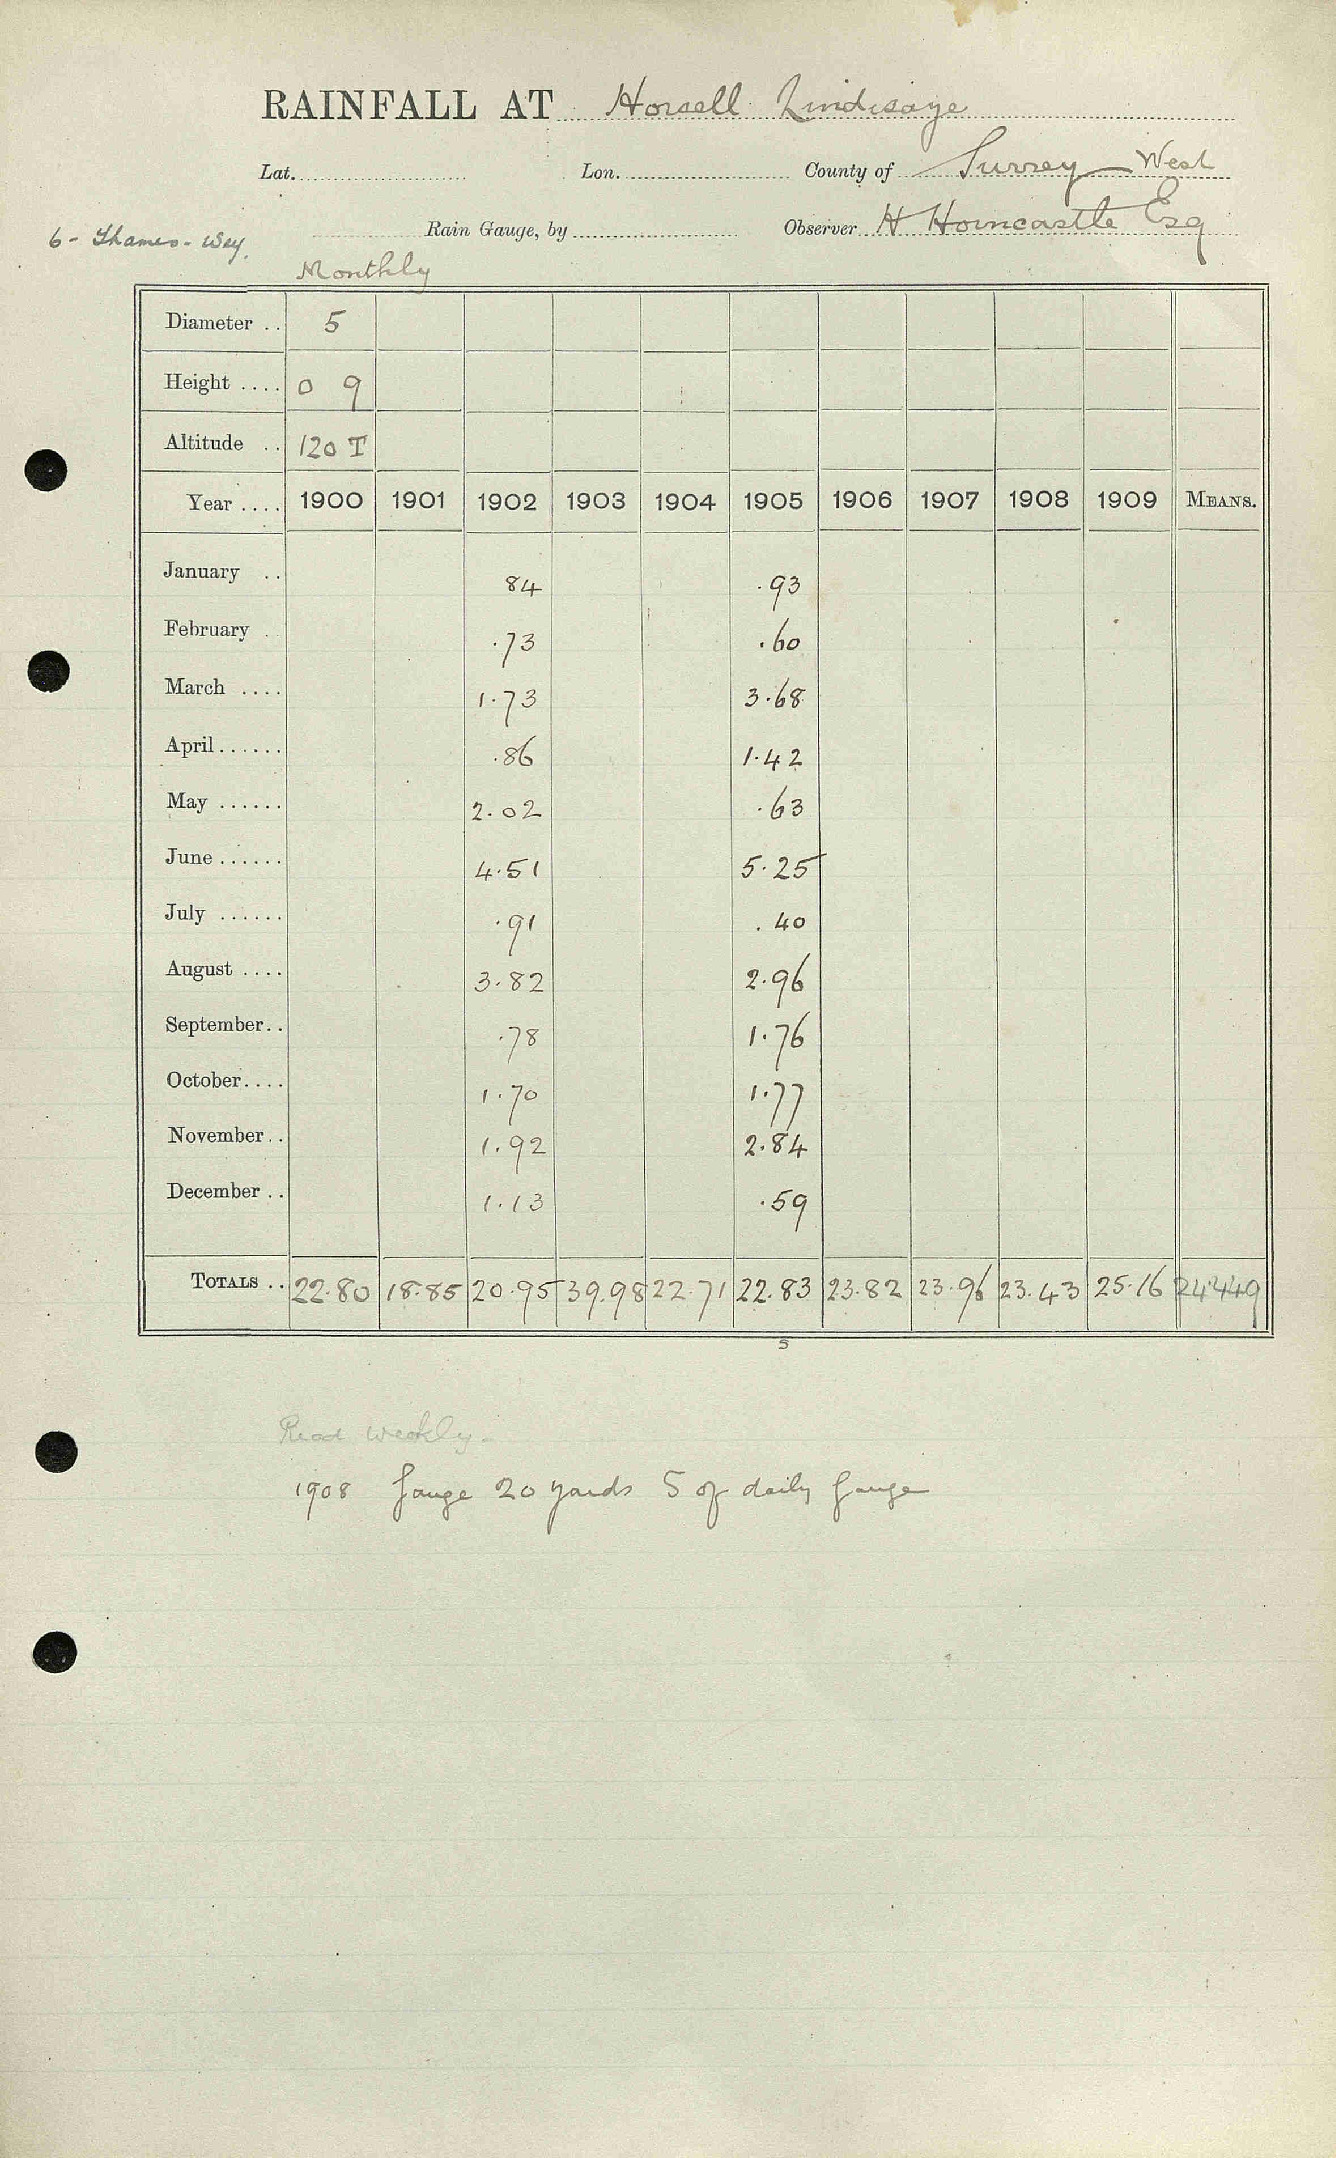 RAINFALL AT Horsell Lindisaye
Lat. Lon. County of Surrey West
6 - Thames - Wey. Rain Gauge, by Observer H Horncastle Esq
Monthly
Diameter .. 5
Height .... 0 9
Altitude .. 120 T
Year .... 1900 1901 1902 1903 1904 1905 1906 1907 1908 1909 MEANS.
January .. 84 .93
February . .73 .60
March .... 1.73 3.68
April...... .86 1.42
May ...... 2.02 .63
June ...... 4.51 5.25
July ...... .91 .40
August .... 3.82 2.96
September.. .78 1.76
October.... 1.70 1.77
November.. 1.92 2.84
December .. 1.13 .59
TOTALS .. 22.80 18.85 20.95 39.98 22.71 22.83 23.82 23.96 23.43 25.16 24.449
S
Read weekly.
1908 Gauge 20 yards S of daily gauge